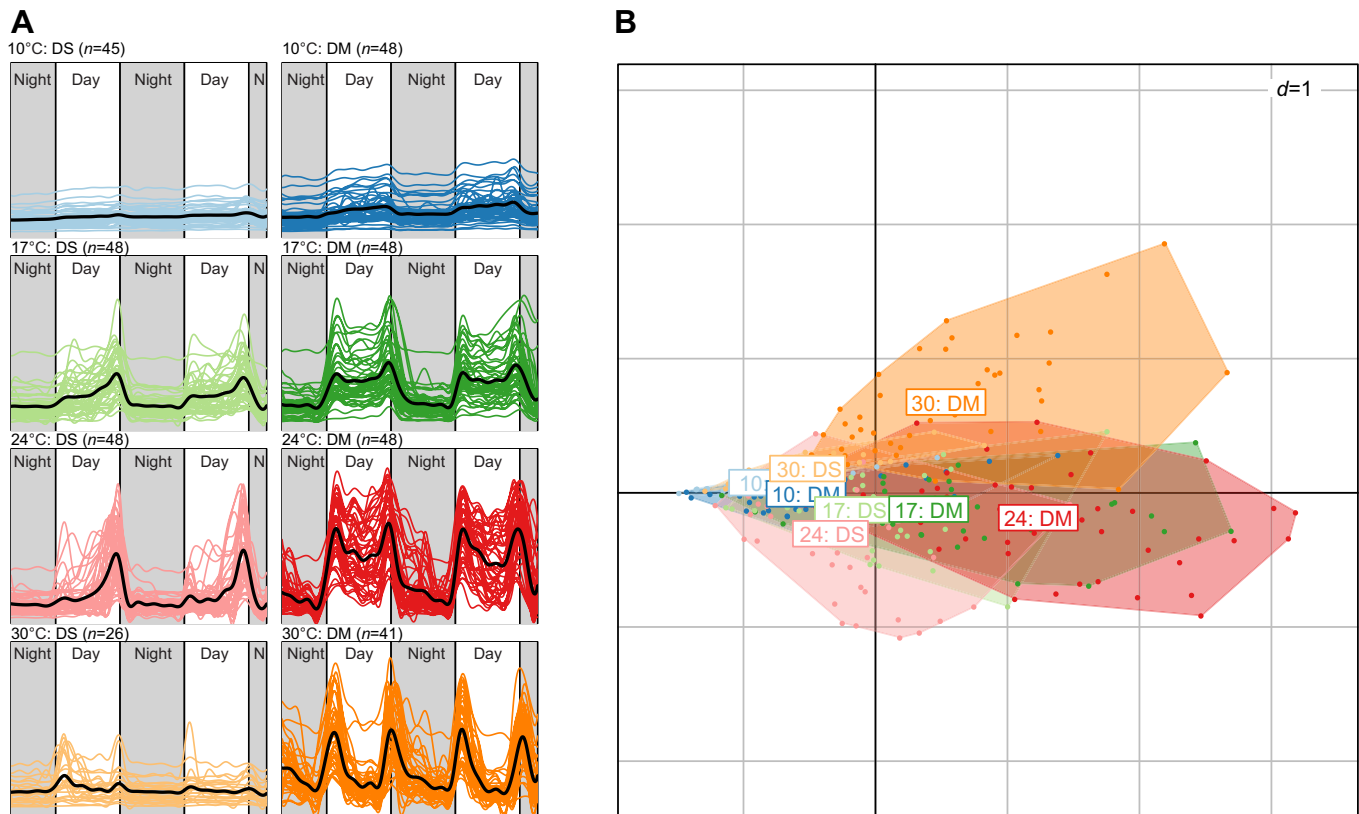 A
10°C: DS (n=45)
Night Day Night Day N
10°C: DM (n=48)
Night Day Night Day
17°C: DS (n=48)
Night Day Night Day N
17°C: DM (n=48)
Night Day Night Day
24°C: DS (n=48)
Night Day Night Day N
24°C: DM (n=48)
Night Day Night Day
30°C: DS (n=26)
Night Day Night Day N
30°C: DM (n=41)
Night Day Night Day
B
d=1
30: DM
30: DS
10
10: DM
17: DS
17: DM
24: DM
24: DS